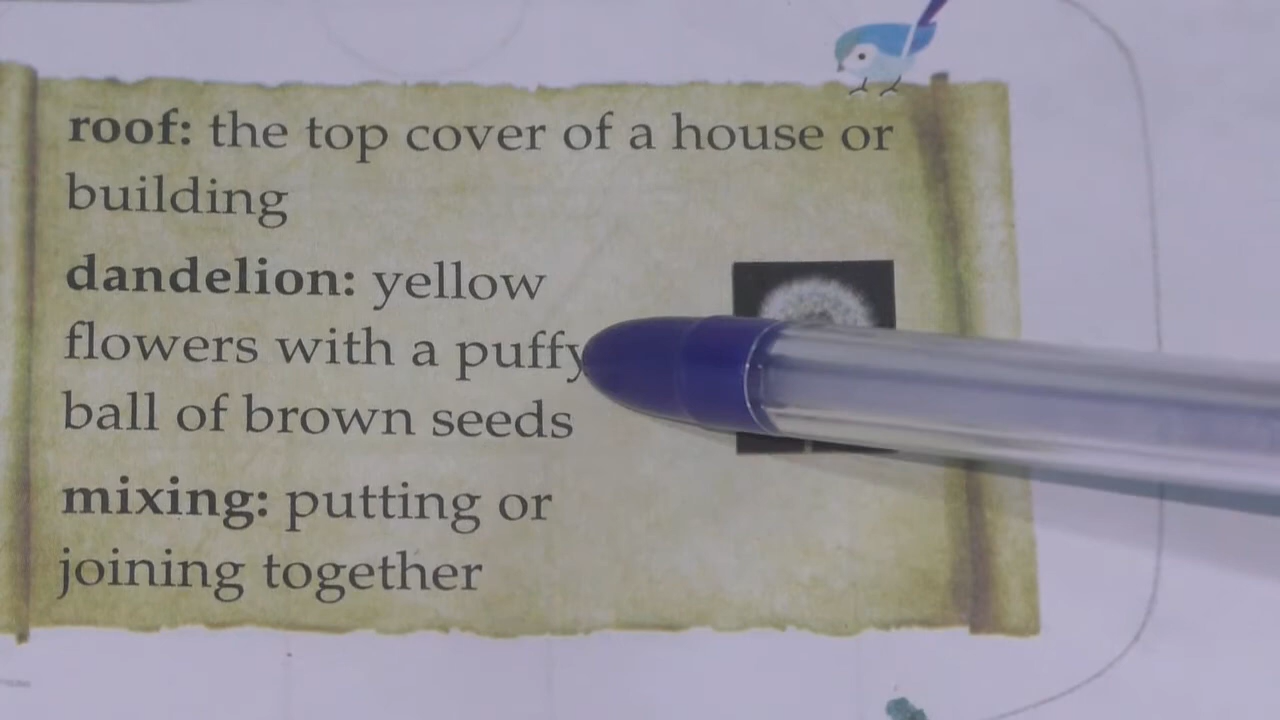 roof: the top cover of a house or
building
dandelion: yellow
flowers with a puffy
ball of brown seeds
mixing: putting or
joining together